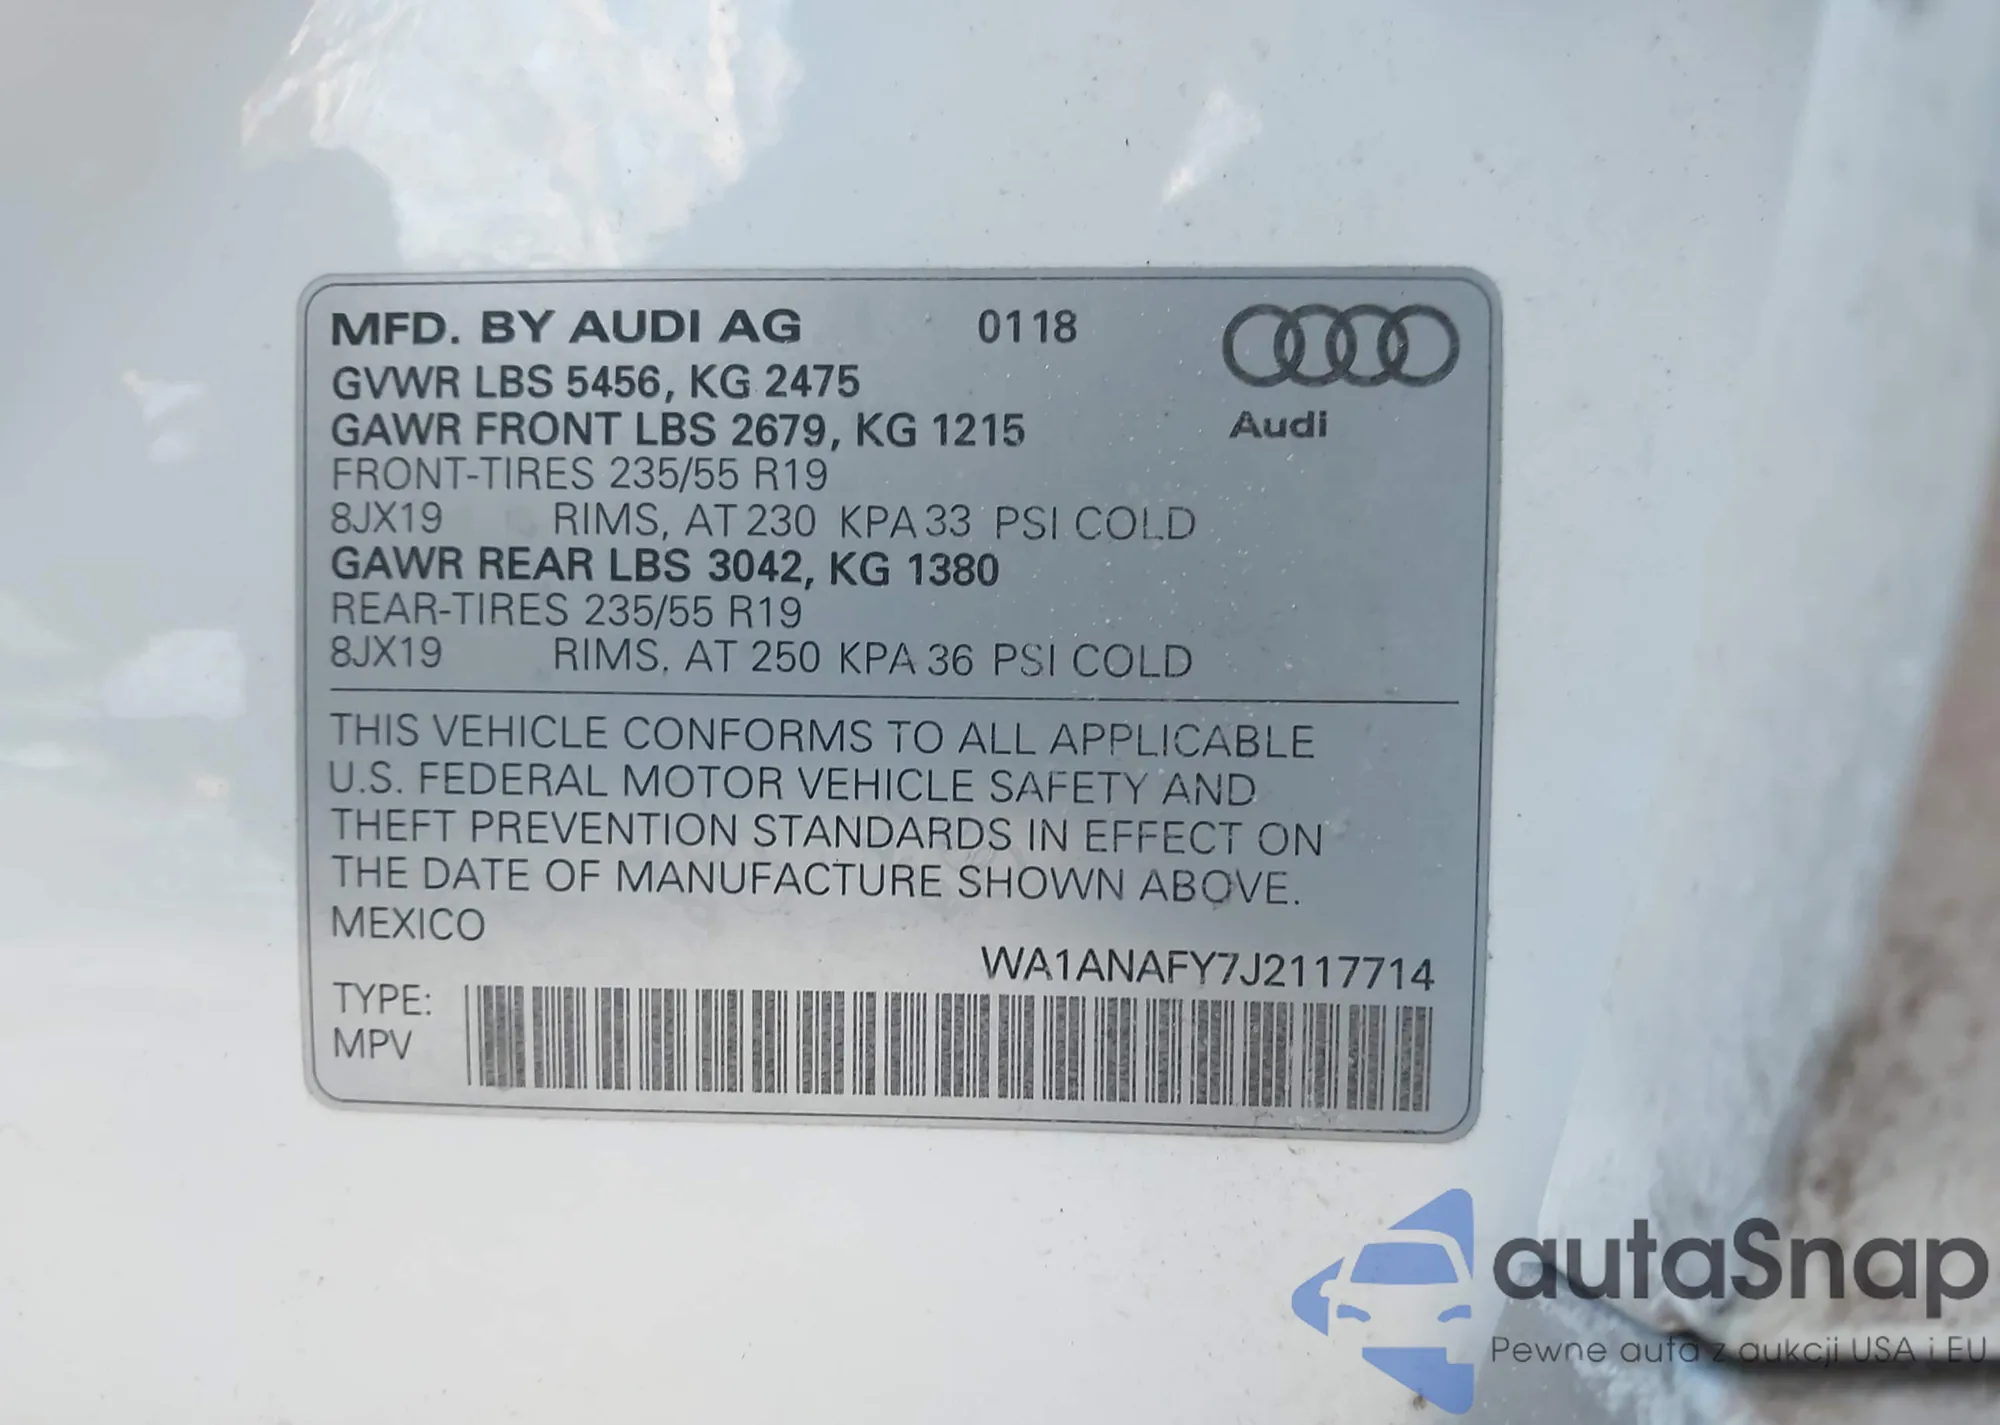 MFD. BY AUDI AG 0118
GVWR LBS 5456, KG 2475
GAWR FRONT LBS 2679, KG 1215
Audi
FRONT-TIRES 235/55 R19
8JX19 RIMS, AT 230 KPA 33 PSI COLD
GAWR REAR LBS 3042, KG 1380
REAR-TIRES 235/55 R19
8JX19 RIMS, AT 250 KPA 36 PSI COLD
THIS VEHICLE CONFORMS TO ALL APPLICABLE
U.S. FEDERAL MOTOR VEHICLE SAFETY AND
THEFT PREVENTION STANDARDS IN EFFECT ON
THE DATE OF MANUFACTURE SHOWN ABOVE.
MEXICO
WA1ANAFY7J2117714
TYPE:
MPV
autaSnap
Pewne auta z aukcji USA i EU